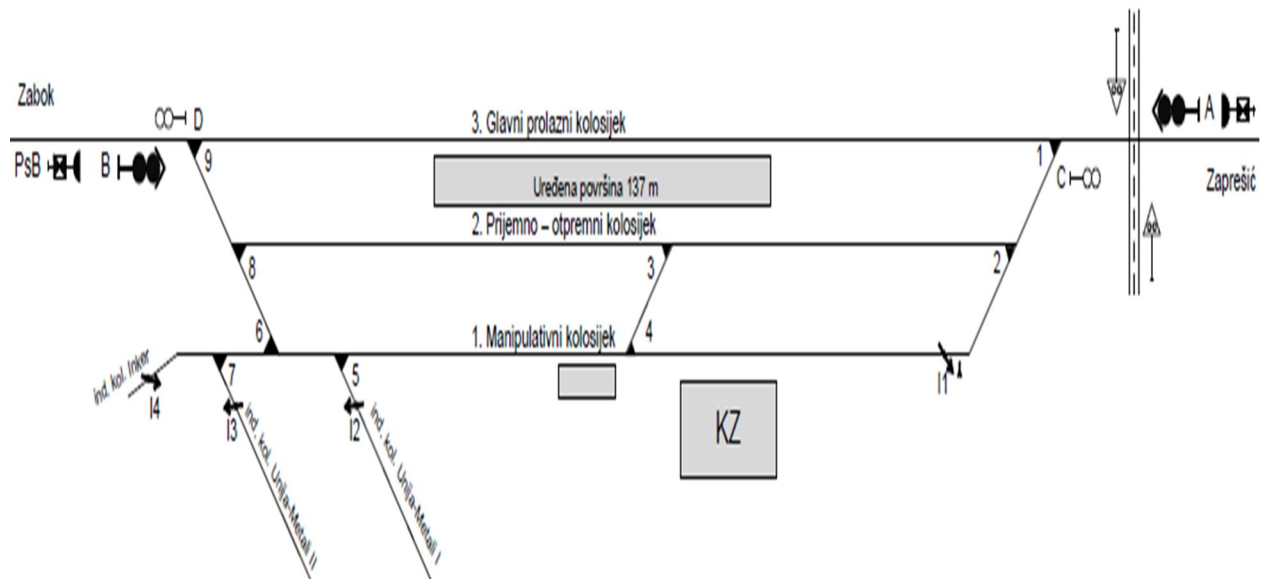 Zabok
D
3. Glavni prolazni kolosijek
A
PsB
B
9
Uređena površina 137 m
1
C
Zaprešić
2. Prijemno – otpremni kolosijek
8
3
2
6
1. Manipulativni kolosijek
4
ind. kol. Inker
7
5
I1
I4
I3
I2
KZ
ind. kol. Unija-Metali II
ind. kol. Unija-Metali I